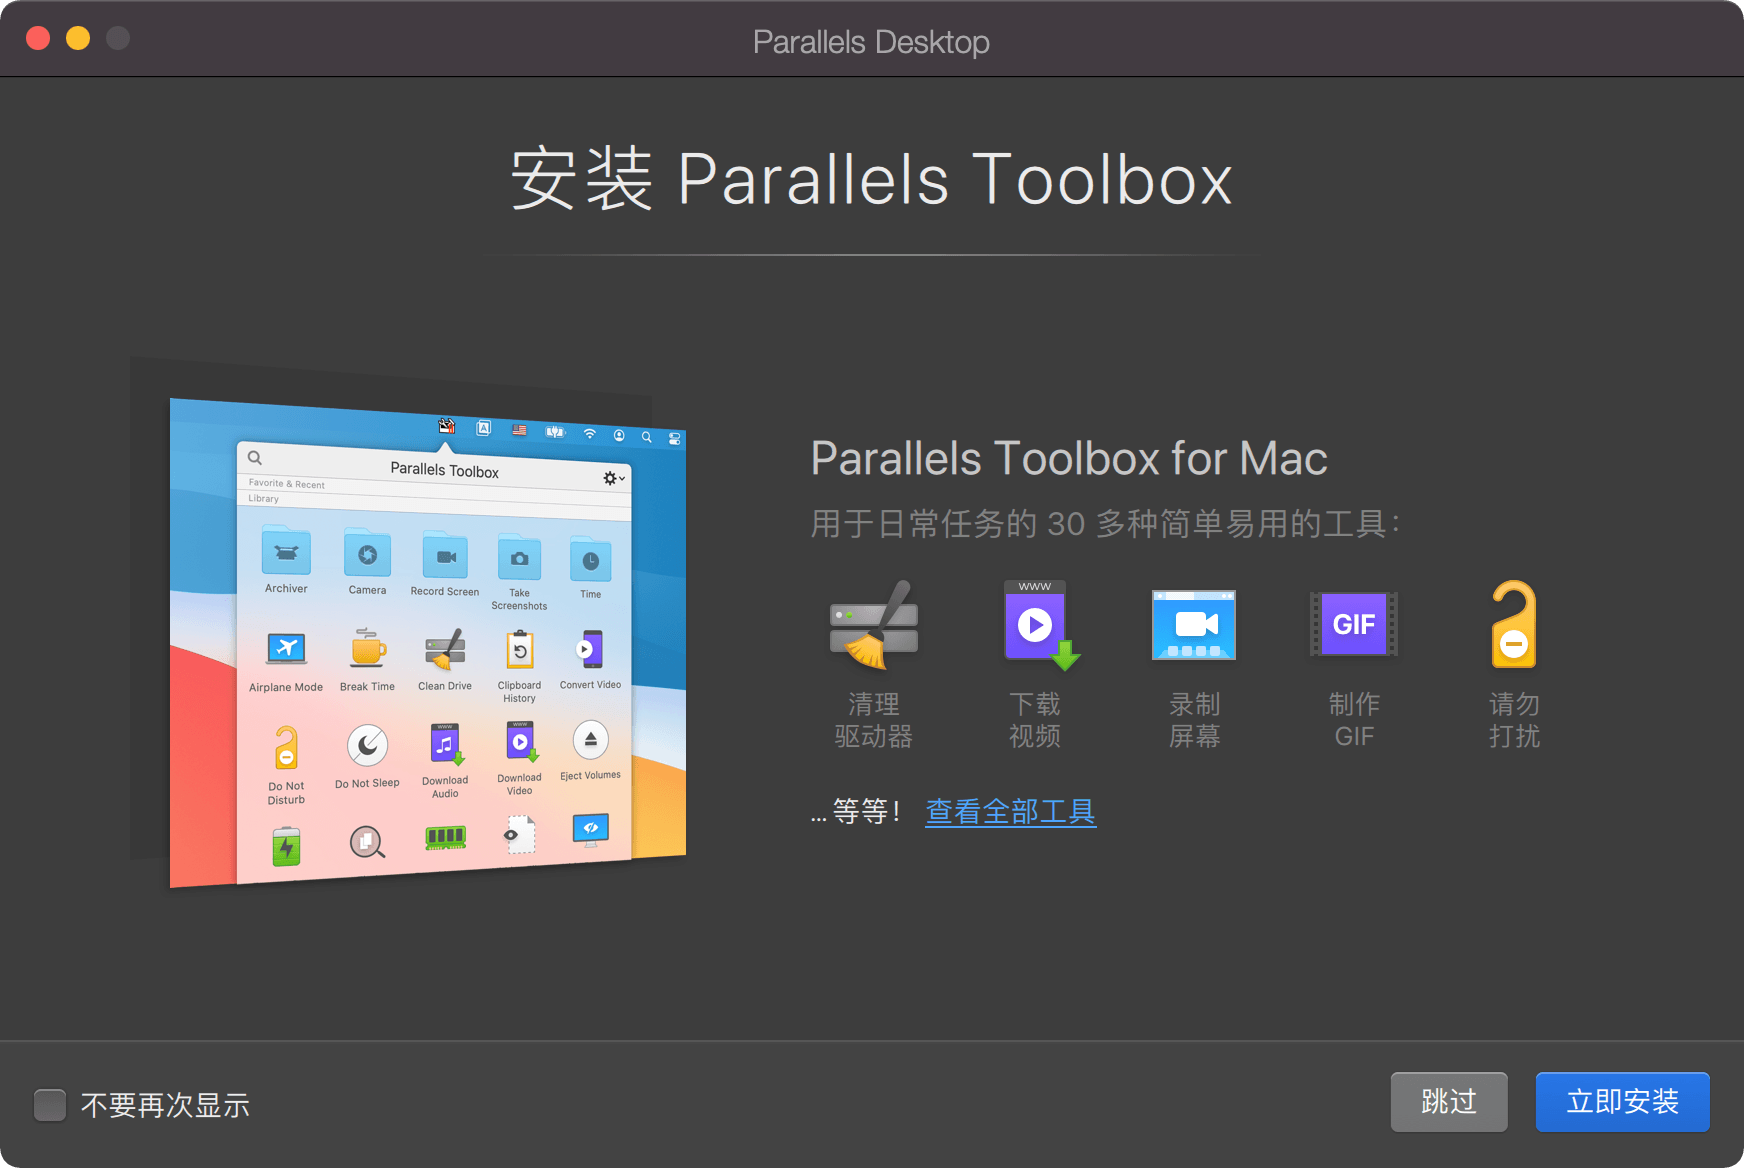 Parallels Desktop
安装 Parallels Toolbox
Parallels Toolbox
Favorite & Recent
Library
Archiver
Camera
Record Screen
Take
Screenshots
Time
Airplane Mode
Break Time
Clean Drive
Clipboard
History
Convert Video
WWW
WWW
Do Not
Disturb
Do Not Sleep
Download
Audio
Download
Video
Eject Volumes
Parallels Toolbox for Mac
用于日常任务的 30 多种简单易用的工具：
WWW
GIF
清理
驱动器
下载
视频
录制
屏幕
制作
GIF
请勿
打扰
... 等等！ 查看全部工具
不要再次显示
跳过
立即安装